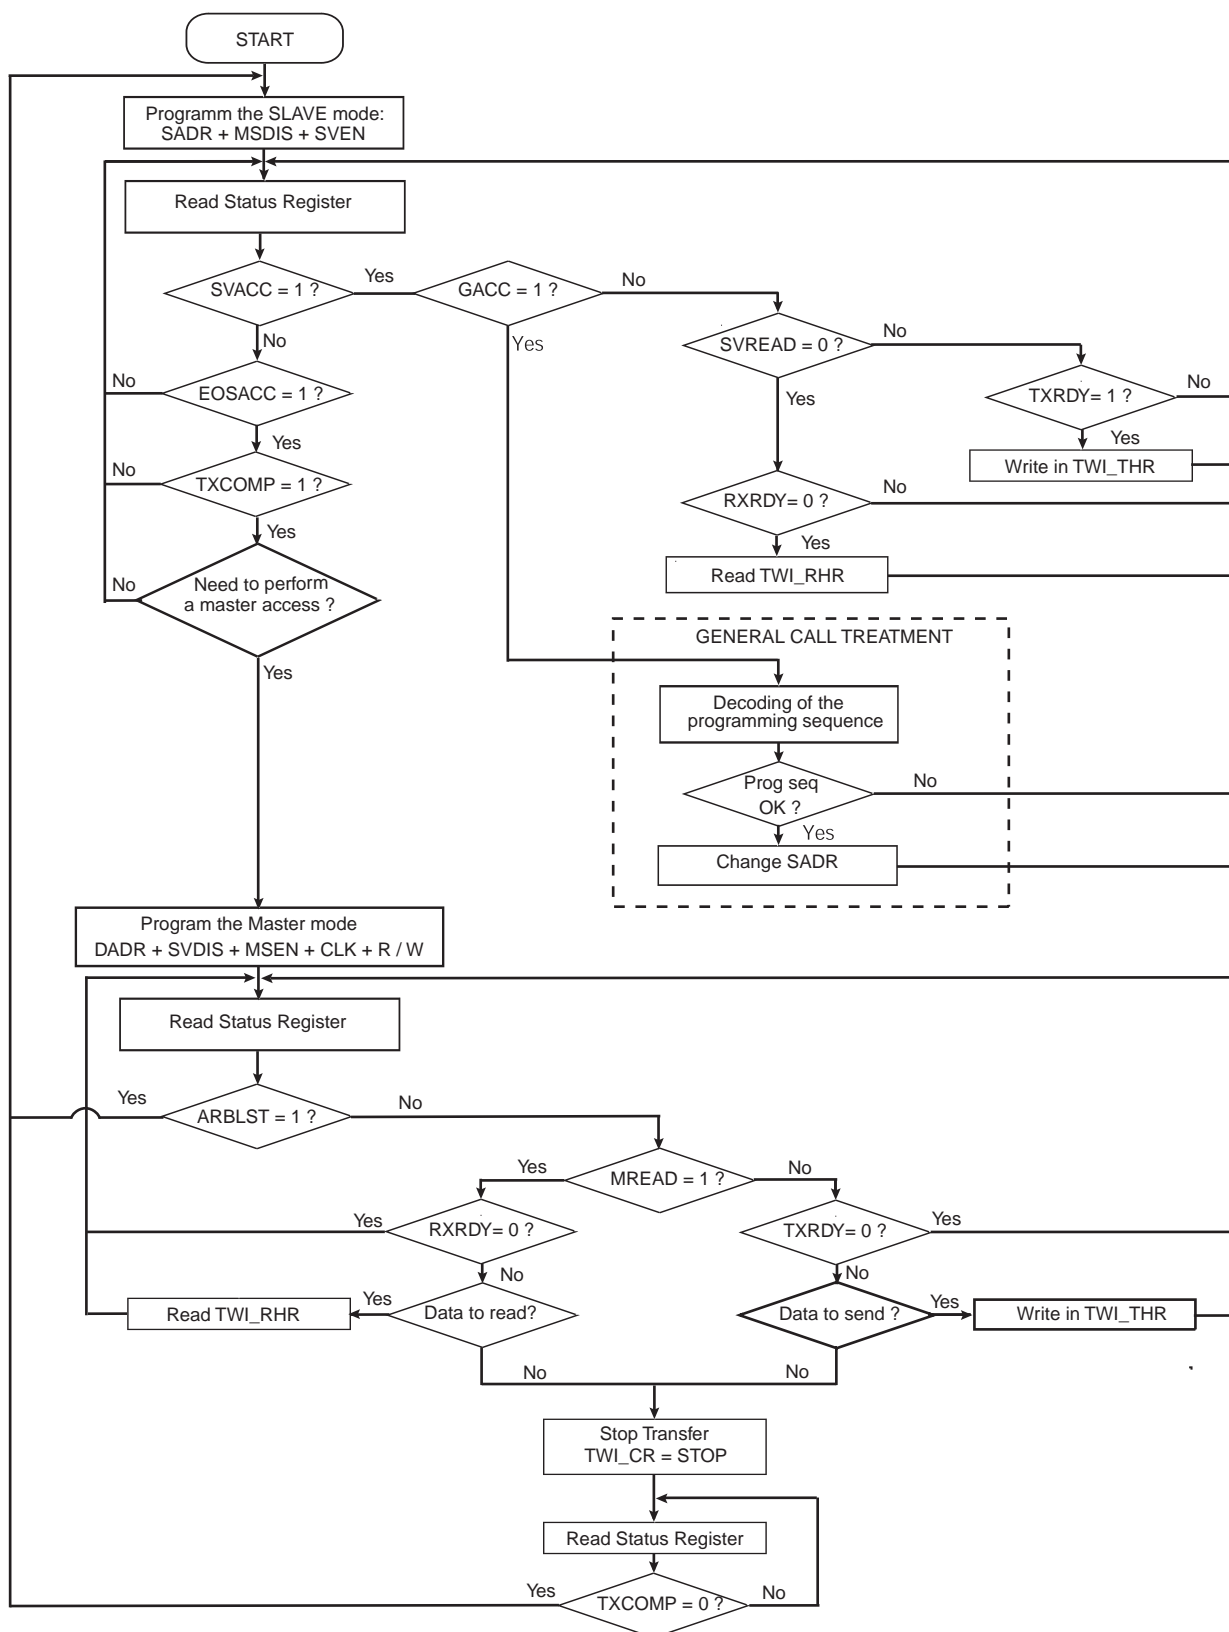 START
Programm the SLAVE mode:
SADR + MSDIS + SVEN
Read Status Register
SVACC = 1 ?
Yes
GACC = 1 ?
No
No
Yes
SVREAD = 0 ?
No
EOSACC = 1 ?
No
Yes
Yes
TXRDY= 1 ?
No
Yes
Write in TWI_THR
TXCOMP = 1 ?
No
Yes
RXRDY= 0 ?
No
Yes
Read TWI_RHR
Need to perform
a master access ?
No
Yes
GENERAL CALL TREATMENT
Decoding of the
programming sequence
Prog seq
OK ?
No
Yes
Change SADR
Program the Master mode
DADR + SVDIS + MSEN + CLK + R / W
Read Status Register
Yes
ARBLST = 1 ?
No
Yes
MREAD = 1 ?
No
Yes
RXRDY= 0 ?
TXRDY= 0 ?
Yes
No
No
Read TWI_RHR
Yes
Data to read?
Data to send ?
Yes
Write in TWI_THR
No
No
Stop Transfer
TWI_CR = STOP
Read Status Register
Yes
TXCOMP = 0 ?
No